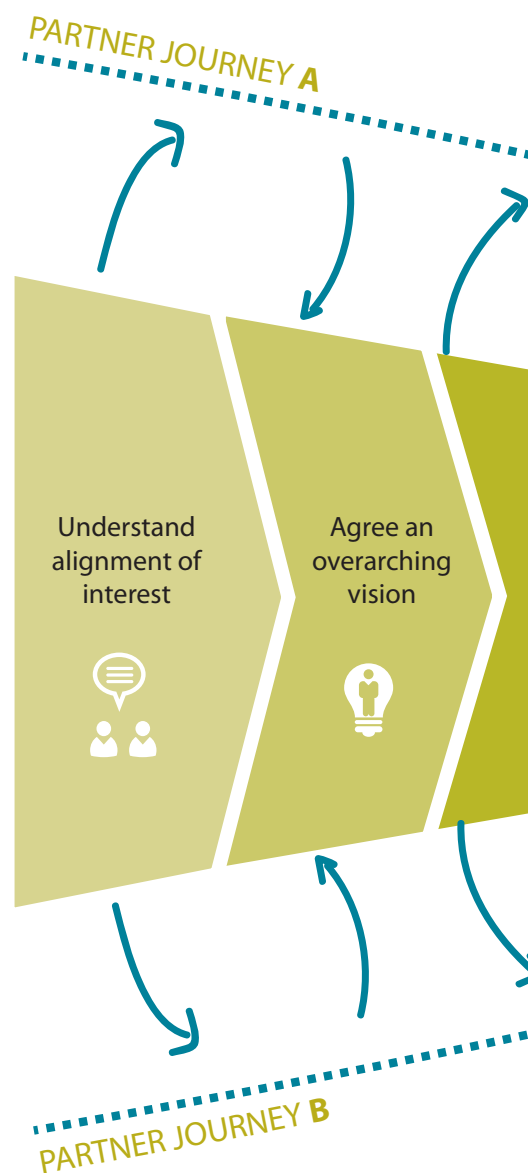 PARTNER JOURNEY A
Understand
alignment of
interest
Agree an
overarching
vision
PARTNER JOURNEY B